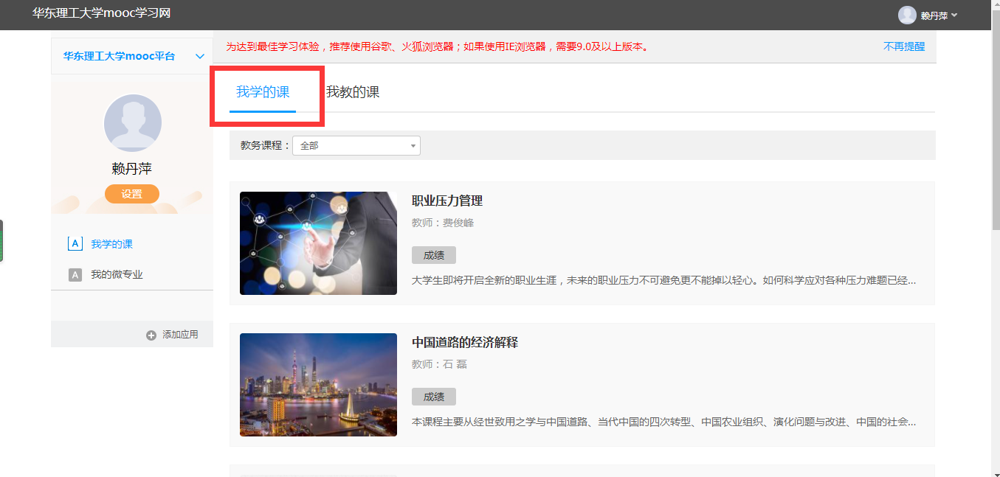 华东理工大学mooc学习网
赖丹萍
华东理工大学mooc平台
为达到最佳学习体验，推荐使用谷歌、火狐浏览器；如果使用IE浏览器，需要9.0及以上版本。
不再提醒
赖丹萍
设置
A 我学的课
A 我的微专业
添加应用
我学的课
我教的课
教务课程：
全部
职业压力管理
教师：费俊峰
成绩
大学生即将开启全新的职业生涯，未来的职业压力不可避免更不能掉以轻心。如何科学应对各种压力难题已经...
中国道路的经济解释
教师：石 磊
成绩
本课程主要从经世致用之学与中国道路、当代中国的四次转型、中国农业组织、演化问题与改进、中国的社会...